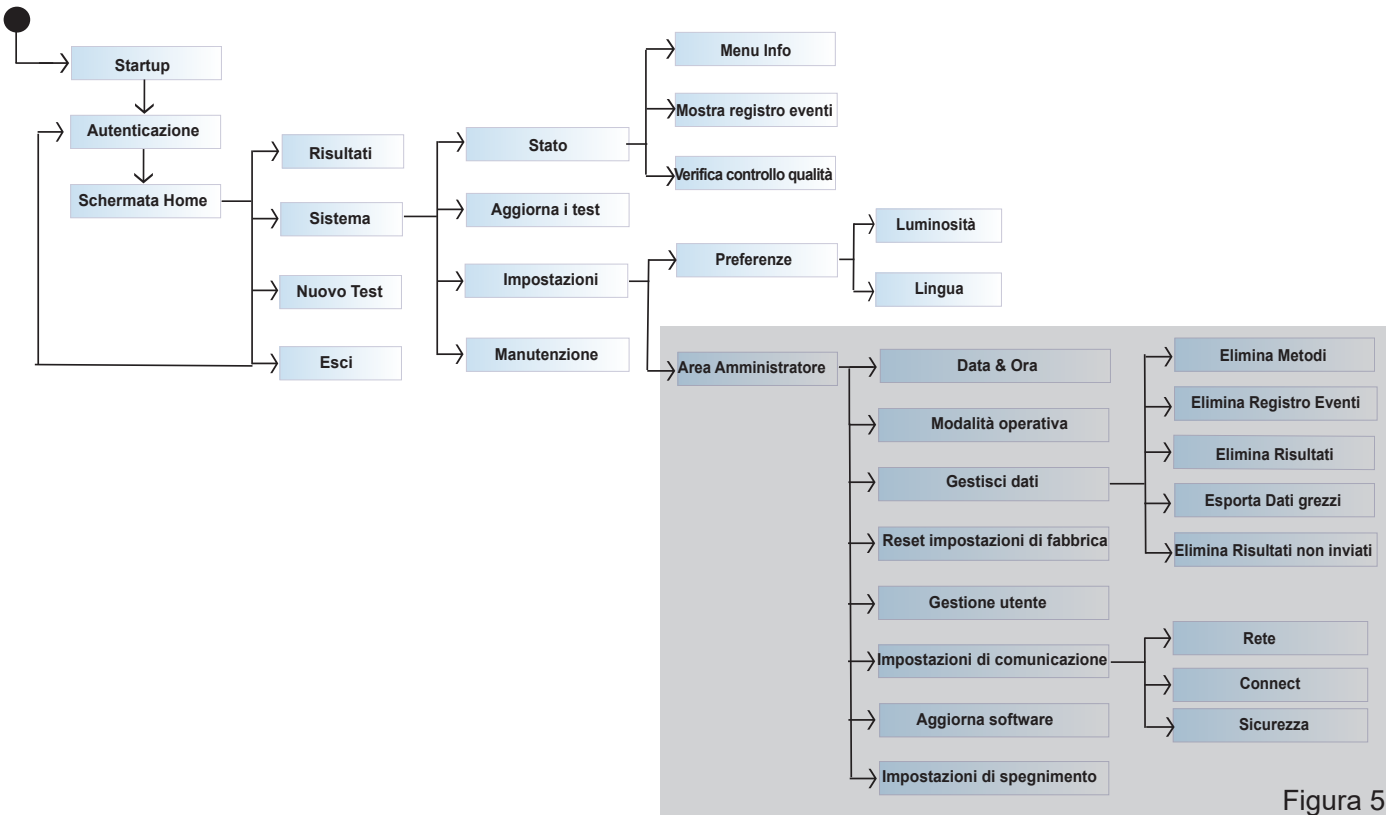 Startup
Autenticazione
Schermata Home
Risultati
Sistema
Nuovo Test
Esci
Stato
Aggiorna i test
Impostazioni
Manutenzione
Menu Info
Mostra registro eventi
Verifica controllo qualità
Preferenze
Luminosità
Lingua
Area Amministratore
Data & Ora
Modalità operativa
Gestisci dati
Reset impostazioni di fabbrica
Gestione utente
Impostazioni di comunicazione
Aggiorna software
Impostazioni di spegnimento
Elimina Metodi
Elimina Registro Eventi
Elimina Risultati
Esporta Dati grezzi
Elimina Risultati non inviati
Rete
Connect
Sicurezza
Figura 5